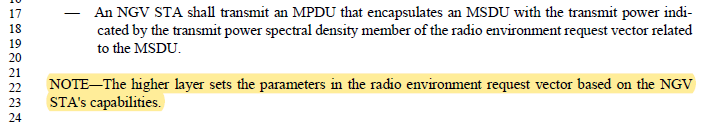 16
17 — An NGV STA shall transmit an MPDU that encapsulates an MSDU with the transmit power indi-
18 cated by the transmit power spectral density member of the radio environment request vector related
19 to the MSDU.
20
21
22 NOTE—The higher layer sets the parameters in the radio environment request vector based on the NGV
23 STA's capabilities.
24